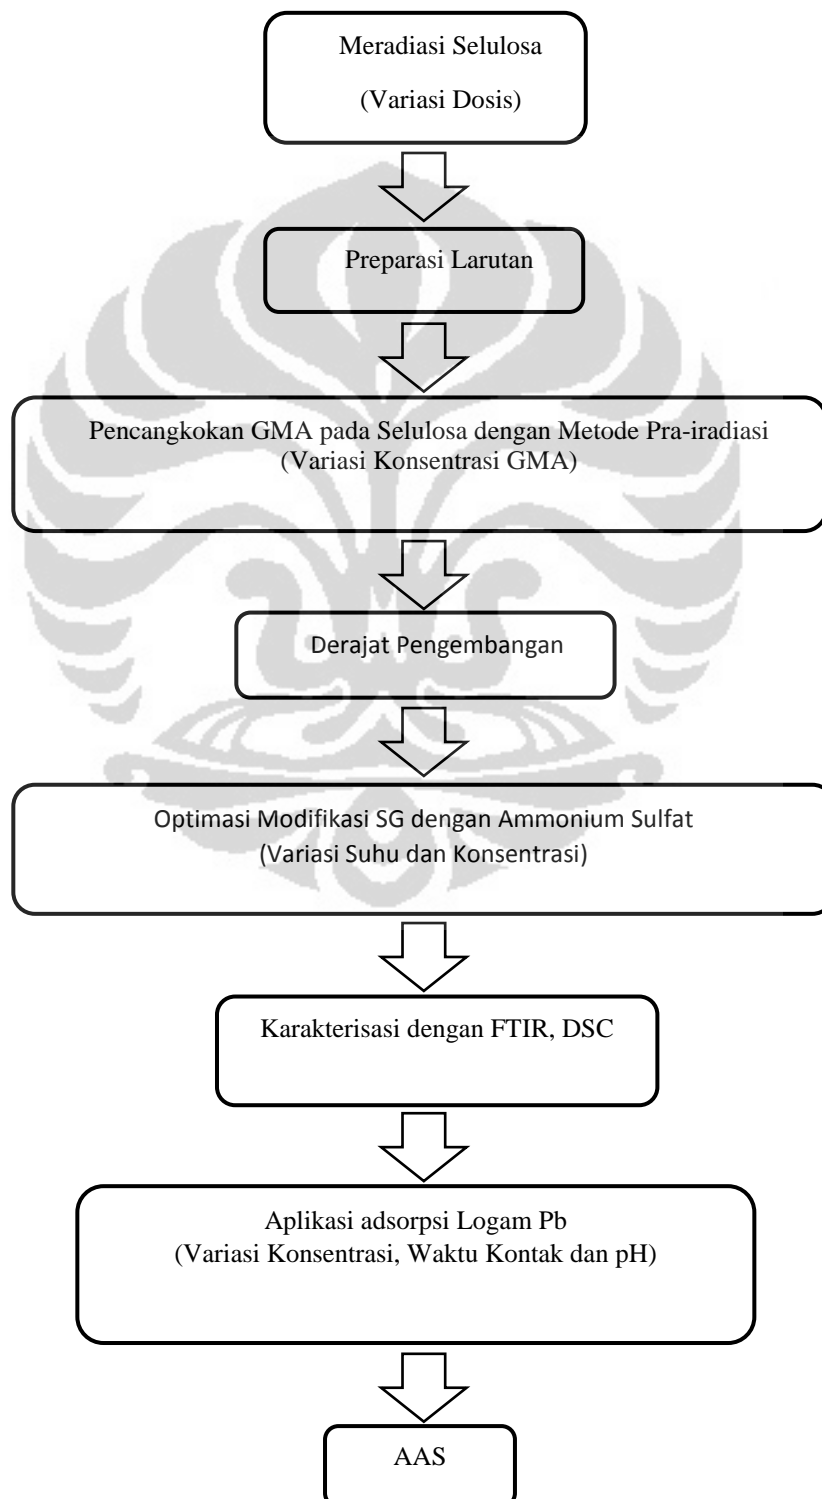 Meradiasi Selulosa
(Variasi Dosis)
Preparasi Larutan
Pencangkokan GMA pada Selulosa dengan Metode Pra-iradiasi
(Variasi Konsentrasi GMA)
Derajat Pengembangan
Optimasi Modifikasi SG dengan Ammonium Sulfat
(Variasi Suhu dan Konsentrasi)
Karakterisasi dengan FTIR, DSC
Aplikasi adsorpsi Logam Pb
(Variasi Konsentrasi, Waktu Kontak dan pH)
AAS